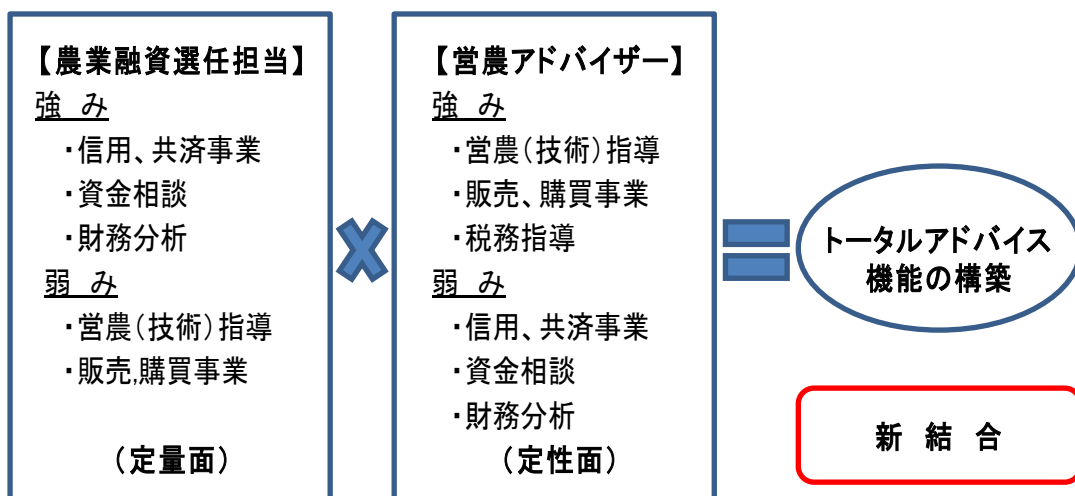 【農業融資選任担当】
強　み
・信用、共済事業
・資金相談
・財務分析
弱　み
・営農（技術）指導
・販売,購買事業
（定量面）
【営農アドバイザー】
強　み
・営農（技術）指導
・販売、購買事業
・税務指導
弱　み
・信用、共済事業
・資金相談
・財務分析
（定性面）
トータルアドバイス
機能の構築
新　結　合